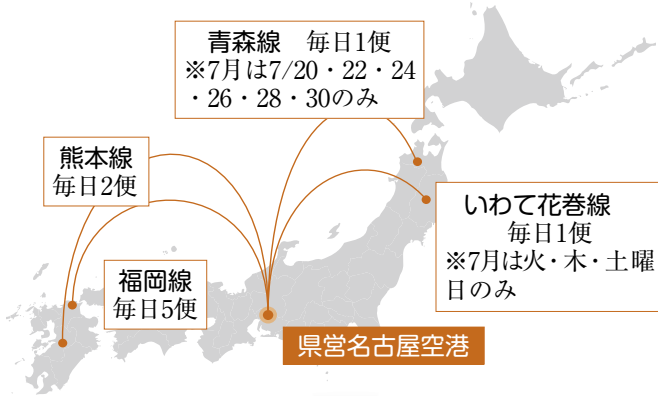 青森線　毎日1便
※7月は7/20・22・24
・26・28・30のみ
熊本線
毎日2便
いわて花巻線
毎日1便
※7月は火・木・土曜
日のみ
福岡線
毎日5便
県営名古屋空港